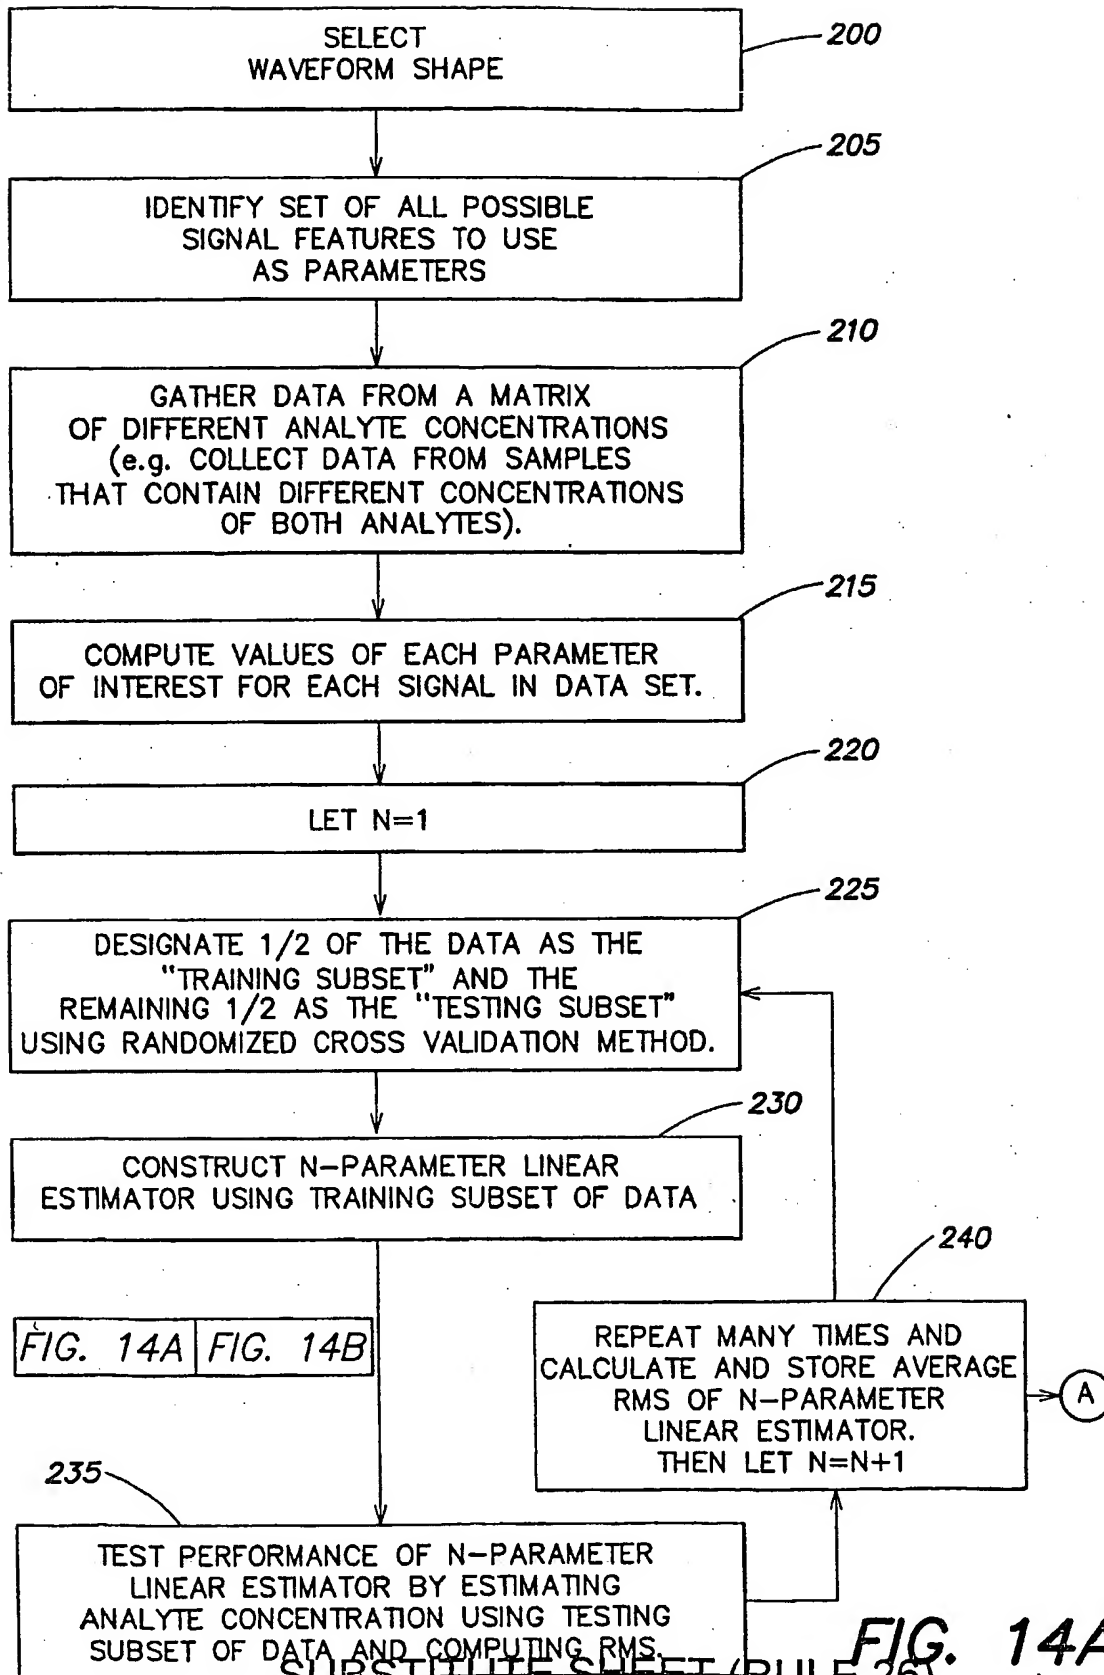 SELECT
WAVEFORM SHAPE
200
205
IDENTIFY SET OF ALL POSSIBLE
SIGNAL FEATURES TO USE
AS PARAMETERS
210
GATHER DATA FROM A MATRIX
OF DIFFERENT ANALYTE CONCENTRATIONS
(e.g. COLLECT DATA FROM SAMPLES
THAT CONTAIN DIFFERENT CONCENTRATIONS
OF BOTH ANALYTES).
215
COMPUTE VALUES OF EACH PARAMETER
OF INTEREST FOR EACH SIGNAL IN DATA SET.
220
LET N=1
225
DESIGNATE 1/2 OF THE DATA AS THE
"TRAINING SUBSET" AND THE
REMAINING 1/2 AS THE "TESTING SUBSET"
USING RANDOMIZED CROSS VALIDATION METHOD.
230
CONSTRUCT N-PARAMETER LINEAR
ESTIMATOR USING TRAINING SUBSET OF DATA
240
REPEAT MANY TIMES AND
CALCULATE AND STORE AVERAGE
RMS OF N-PARAMETER
LINEAR ESTIMATOR.
THEN LET N=N+1
A
FIG. 14A FIG. 14B
235
TEST PERFORMANCE OF N-PARAMETER
LINEAR ESTIMATOR BY ESTIMATING
ANALYTE CONCENTRATION USING TESTING
SUBSET OF DATA AND COMPUTING RMS.
FIG. 14A
SUBSTITUTE SHEET (RULE 26)